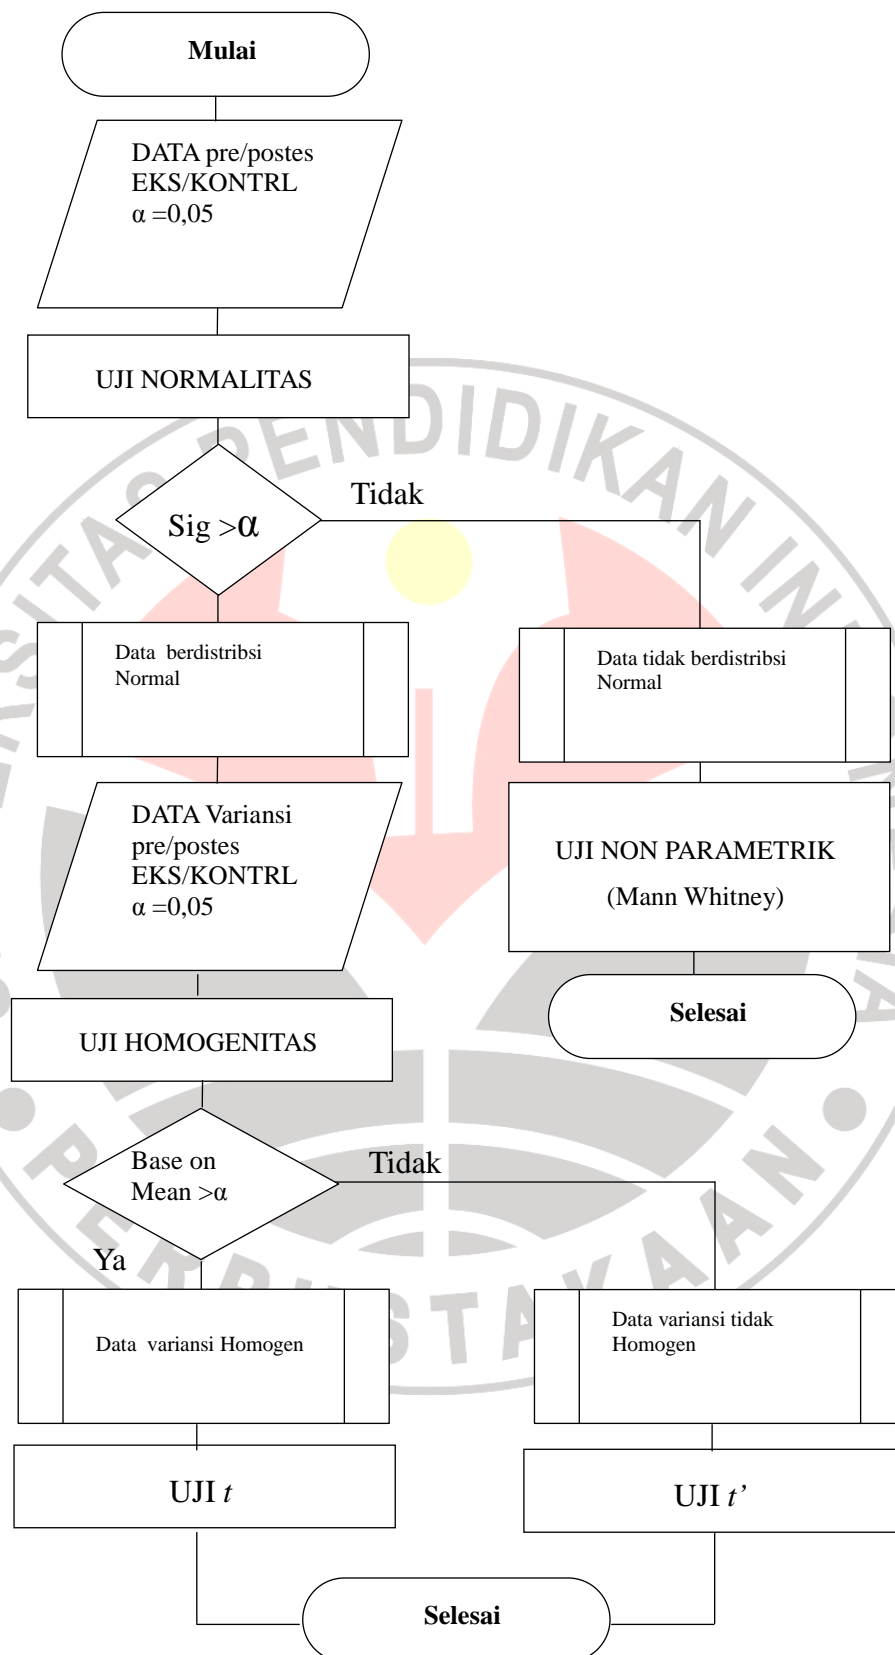 Mulai
DATA pre/postes
EKS/KONTRL
α =0,05
UJI NORMALITAS
Sig >α
Tidak
Data berdistribsi
Normal
Data tidak berdistribsi
Normal
DATA Variansi
pre/postes
EKS/KONTRL
α =0,05
UJI NON PARAMETRIK
(Mann Whitney)
Selesai
UJI HOMOGENITAS
Base on
Mean >α
Tidak
Ya
Data variansi Homogen
Data variansi tidak
Homogen
UJI t
UJI t’
Selesai
PENDIDIKAN